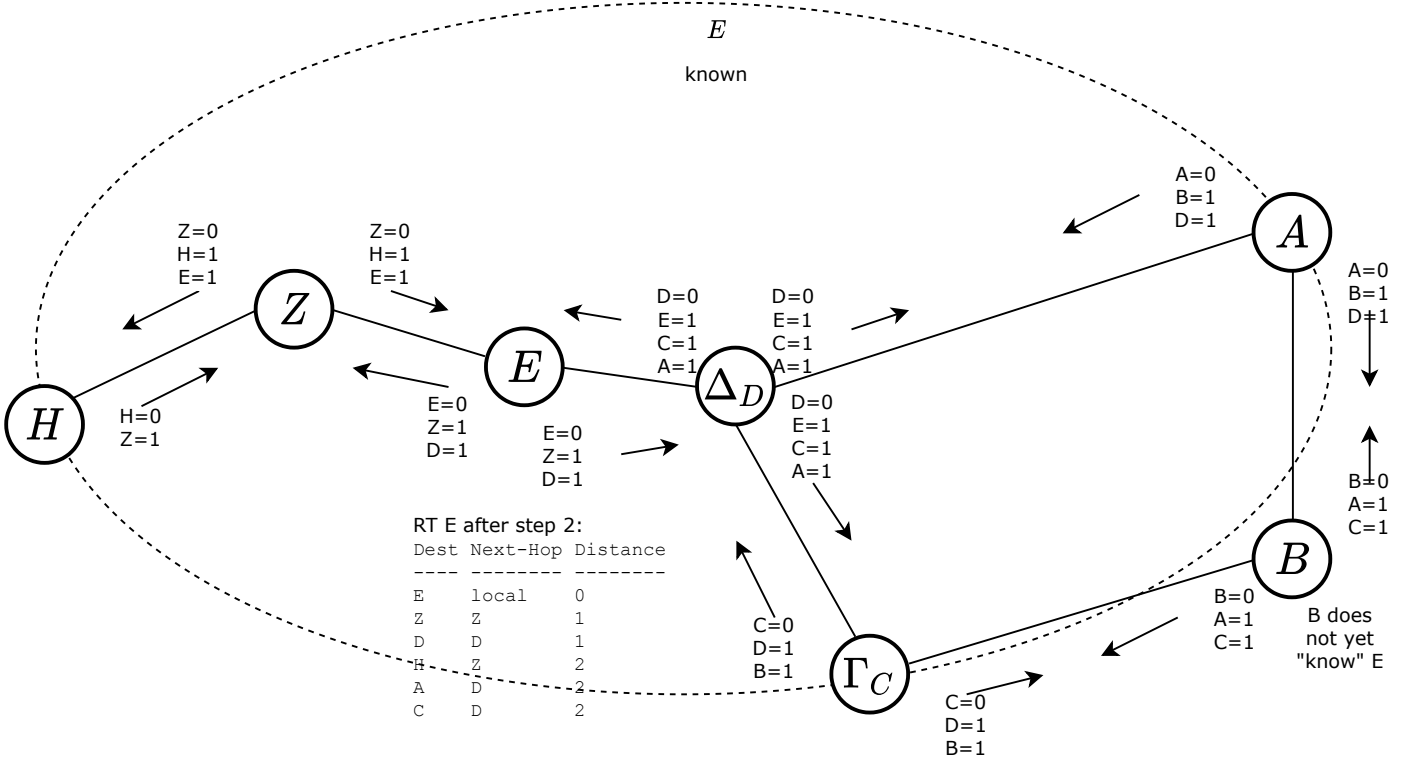 E
known
A=0
B=1
D=1
A
A=0
B=1
D=1
Z=0
H=1
E=1
Z=0
H=1
E=1
Z
D=0
E=1
C=1
A=1
D=0
E=1
C=1
A=1
E
Δ_D
H
H=0
Z=1
E=0
Z=1
D=1
E=0
Z=1
D=1
D=0
E=1
C=1
A=1
B=0
A=1
C=1
B
RT E after step 2:
Dest Next-Hop Distance
---- -------- --------
E    local    0
Z    Z        1
D    D        1
H    Z        2
A    D        2
C    D        2
C=0
D=1
B=1
Γ_C
B=0
A=1
C=1
B does
not yet
"know" E
C=0
D=1
B=1